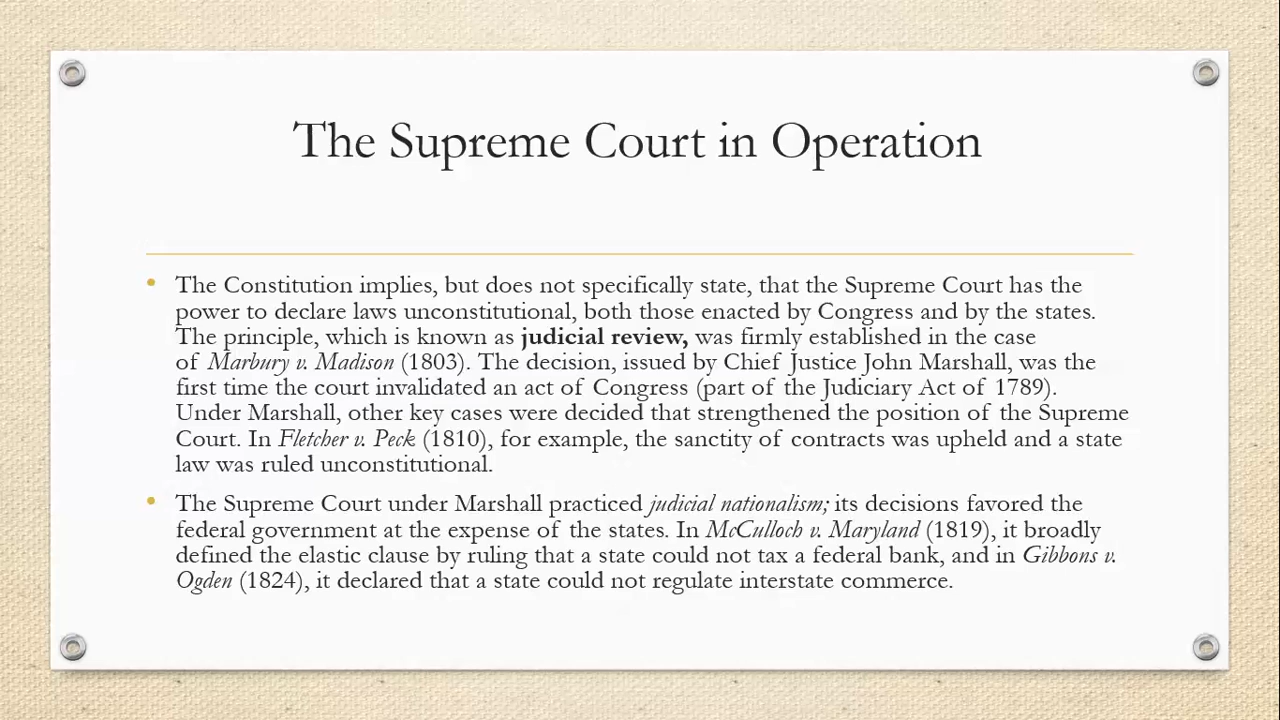 The Supreme Court in Operation
• The Constitution implies, but does not specifically state, that the Supreme Court has the
power to declare laws unconstitutional, both those enacted by Congress and by the states.
The principle, which is known as judicial review, was firmly established in the case
of Marbury v. Madison (1803). The decision, issued by Chief Justice John Marshall, was the
first time the court invalidated an act of Congress (part of the Judiciary Act of 1789).
Under Marshall, other key cases were decided that strengthened the position of the Supreme
Court. In Fletcher v. Peck (1810), for example, the sanctity of contracts was upheld and a state
law was ruled unconstitutional.
• The Supreme Court under Marshall practiced judicial nationalism; its decisions favored the
federal government at the expense of the states. In McCulloch v. Maryland (1819), it broadly
defined the elastic clause by ruling that a state could not tax a federal bank, and in Gibbons v.
Ogden (1824), it declared that a state could not regulate interstate commerce.